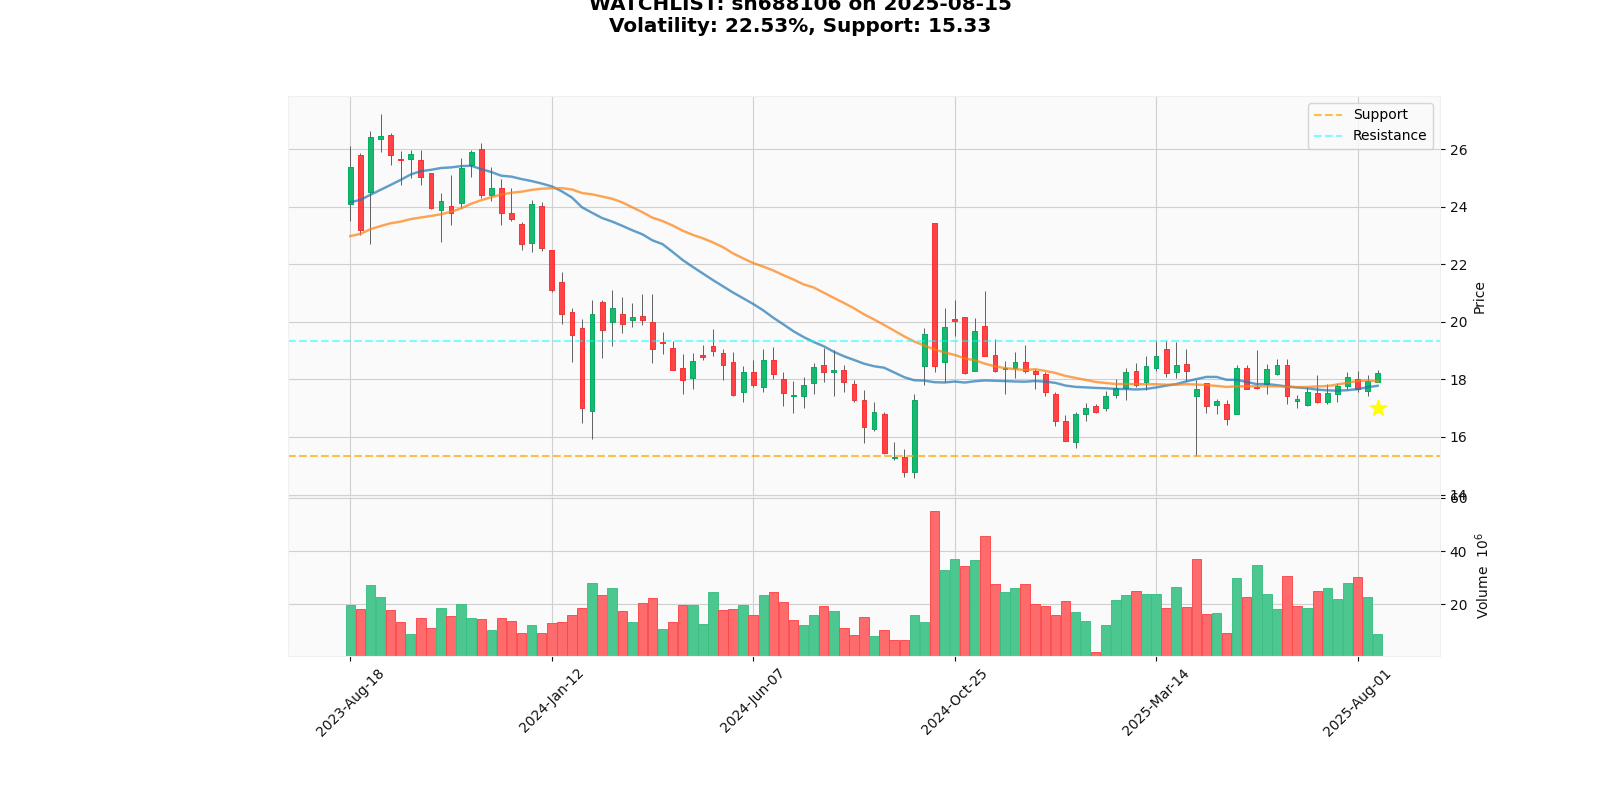 WATCHLIST: sh688106 on 2025-08-15
Volatility: 22.53%, Support: 15.33
Support
Resistance
26
24
22
20
18
16
14
Price
60
40
20
Volume 10⁶
2023-Aug-18
2024-Jan-12
2024-Jun-07
2024-Oct-25
2025-Mar-14
2025-Aug-01